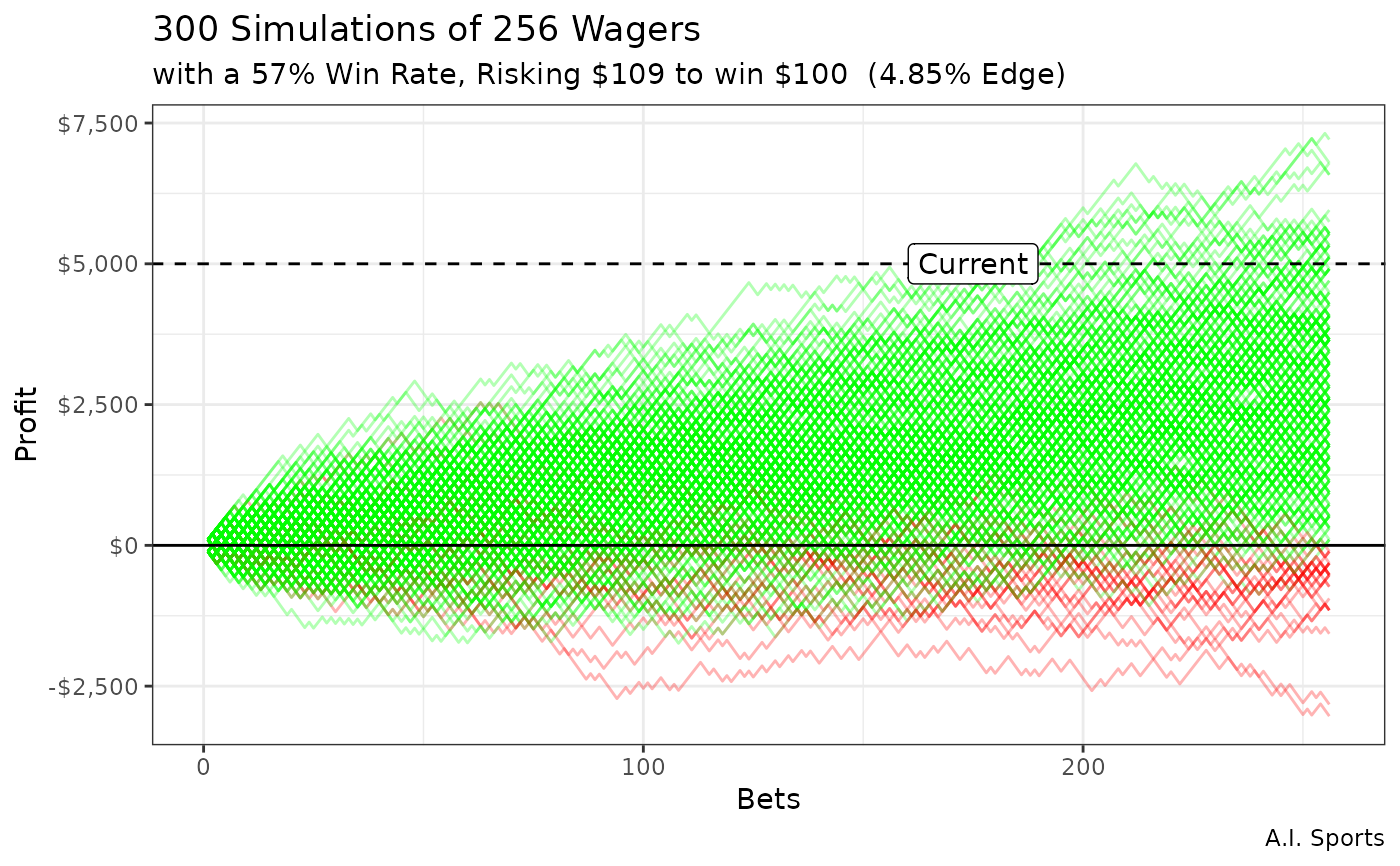 300 Simulations of 256 Wagers
with a 57% Win Rate, Risking $109 to win $100  (4.85% Edge)
$7,500
$5,000
Current
$2,500
$0
-$2,500
Profit
0 100 200
Bets
A.I. Sports